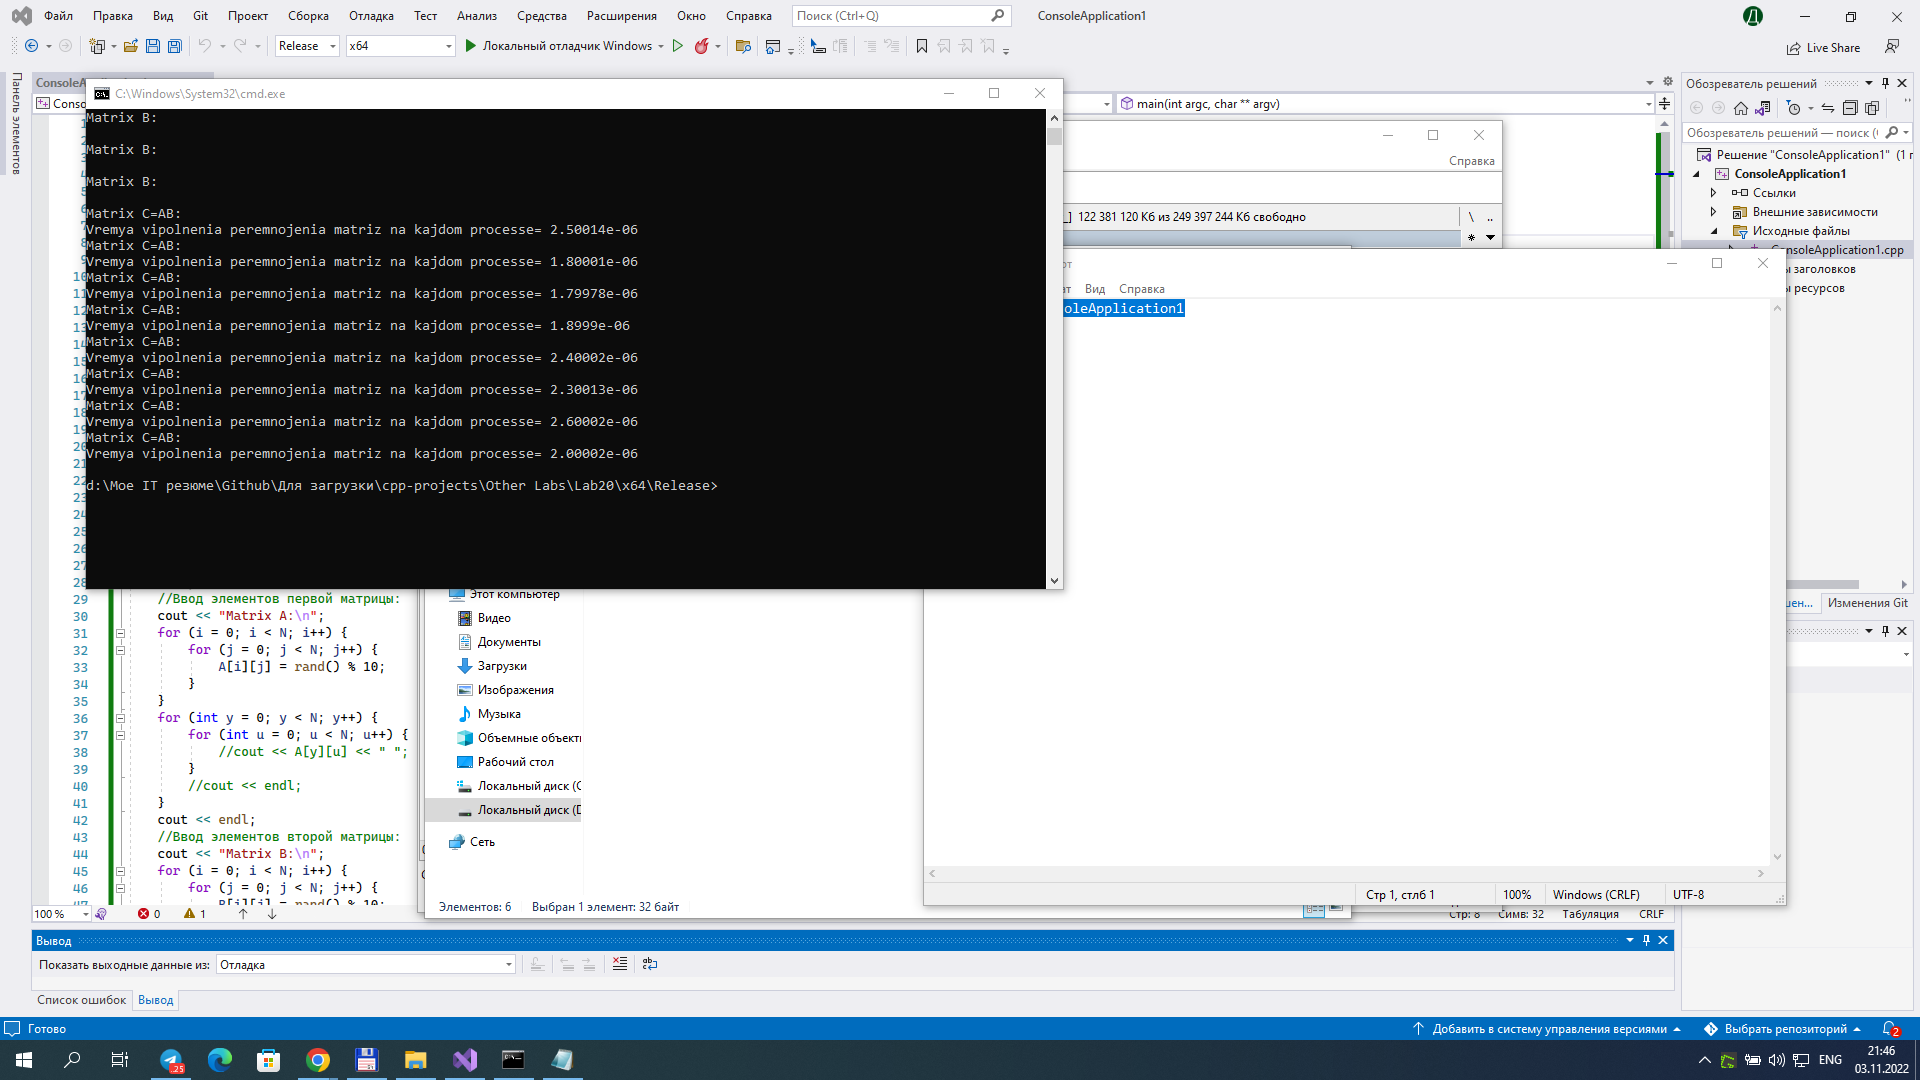 Файл Правка Вид Git Проект Сборка Отладка Тест Анализ Средства Расширения Окно Справка Поиск (Ctrl+Q) ConsoleApplication1
Release x64 Локальный отладчик Windows Live Share
Панель элементов
C:\Windows\System32\cmd.exe
main(int argc, char ** argv)
Matrix B:
Matrix B:
Matrix B:
Matrix C=AB:
Vremya vipolnenia peremnojenia matriz na kajdom processe= 2.50014e-06
Matrix C=AB:
Vremya vipolnenia peremnojenia matriz na kajdom processe= 1.80001e-06
Matrix C=AB:
Vremya vipolnenia peremnojenia matriz na kajdom processe= 1.79978e-06
Matrix C=AB:
Vremya vipolnenia peremnojenia matriz na kajdom processe= 1.8999e-06
Matrix C=AB:
Vremya vipolnenia peremnojenia matriz na kajdom processe= 2.40002e-06
Matrix C=AB:
Vremya vipolnenia peremnojenia matriz na kajdom processe= 2.30013e-06
Matrix C=AB:
Vremya vipolnenia peremnojenia matriz na kajdom processe= 2.60002e-06
Matrix C=AB:
Vremya vipolnenia peremnojenia matriz na kajdom processe= 2.00002e-06
d:\Мое IT резюме\Github\Для загрузки\cpp-projects\Other Labs\Lab20\x64\Release>
Справка
122 381 120 Кб из 249 397 244 Кб свободно \ ..
Вид Справка
oleApplication1
Обозреватель решений
Обозреватель решений — поиск (
Решение "ConsoleApplication1" (1 г
ConsoleApplication1
Ссылки
Внешние зависимости
Исходные файлы
nsoleApplication1.cpp
заголовков
ресурсов
Изменения Git
29 //Ввод элементов первой матрицы:
30 cout << "Matrix A:\n";
31 for (i = 0; i < N; i++) {
32 for (j = 0; j < N; j++) {
33 A[i][j] = rand() % 10;
34 }
35 }
36 for (int y = 0; y < N; y++) {
37 for (int u = 0; u < N; u++) {
38 //cout << A[y][u] << " ";
39 }
40 //cout << endl;
41 }
42 cout << endl;
43 //Ввод элементов второй матрицы:
44 cout << "Matrix B:\n";
45 for (i = 0; i < N; i++) {
46 for (j = 0; j < N; j++) {
Этот компьютер
Видео
Документы
Загрузки
Изображения
Музыка
Объемные объекты
Рабочий стол
Локальный диск (C
Локальный диск (D
Сеть
Элементов: 6 Выбран 1 элемент: 32 байт
Стр 1, стлб 1 100% Windows (CRLF) UTF-8
100 % 0 1 Стр: 8 Симв: 32 Табуляция CRLF
Вывод
Показать выходные данные из: Отладка
Список ошибок Вывод
Готово Добавить в систему управления версиями Выбрать репозиторий 2
.25 ENG 21:46
03.11.2022